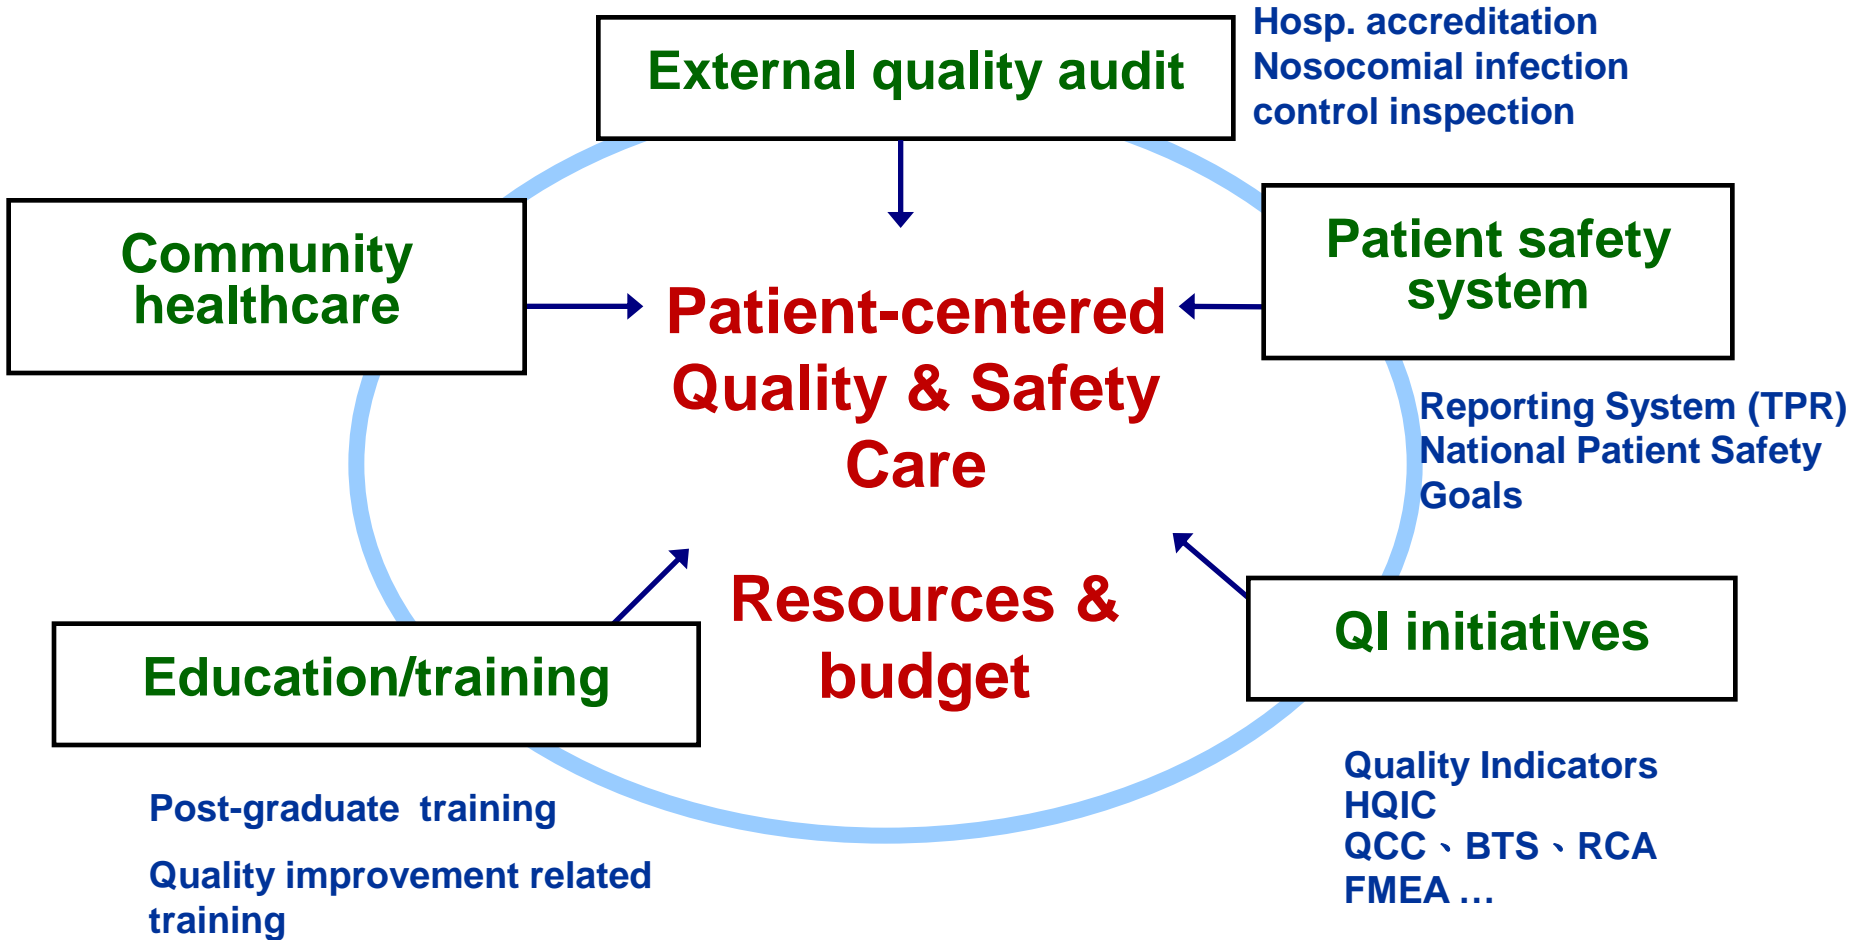 External quality audit
Hosp. accreditation
Nosocomial infection
control inspection
Community
healthcare
Patient safety
system
Patient-centered
Quality & Safety
Care
Reporting System (TPR)
National Patient Safety
Goals
Resources &
budget
Education/training
QI initiatives
Post-graduate training
Quality improvement related
training
Quality Indicators
HQIC
QCC、BTS、RCA
FMEA …